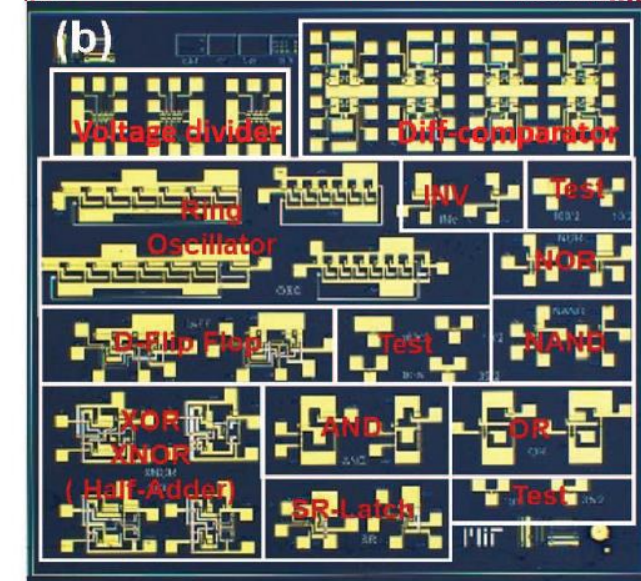 (b)
Voltage divider
Diff-comparator
Ring
Oscillator
INV
Test
NOR
D-Flip Flop
Test
NAND
XOR
XNOR
( Half-Adder)
AND
OR
SR-Latch
Test